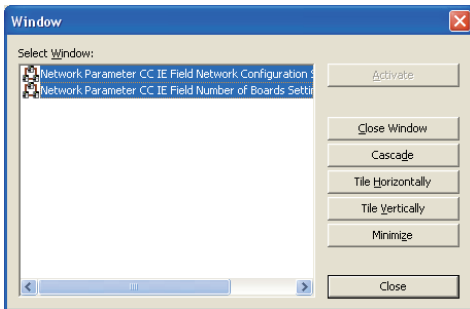 Window
Select Window:
Network Parameter CC IE Field Network Configuration S
Network Parameter CC IE Field Number of Boards Settin
Activate
Close Window
Cascade
Tile Horizontally
Tile Vertically
Minimize
Close